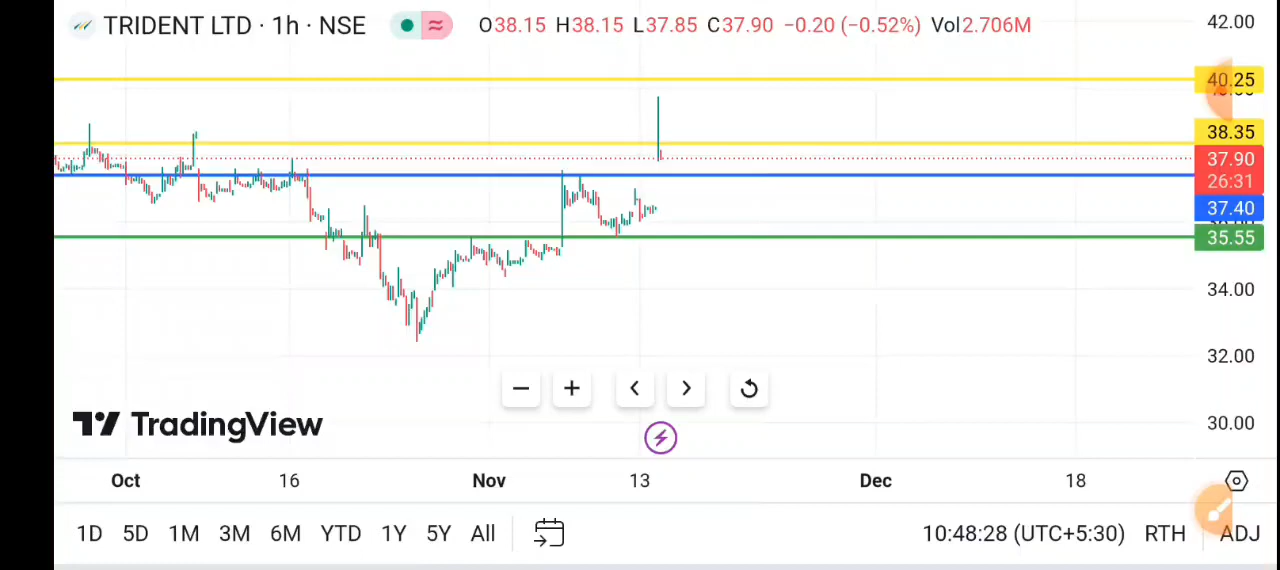 TRIDENT LTD · 1h · NSE O38.15 H38.15 L37.85 C37.90 −0.20 (−0.52%) Vol2.706M
42.00
40.25
38.35
37.90
26:31
37.40
35.55
34.00
32.00
30.00
TradingView
Oct 16 Nov 13 Dec 18
1D 5D 1M 3M 6M YTD 1Y 5Y All 10:48:28 (UTC+5:30) RTH ADJ